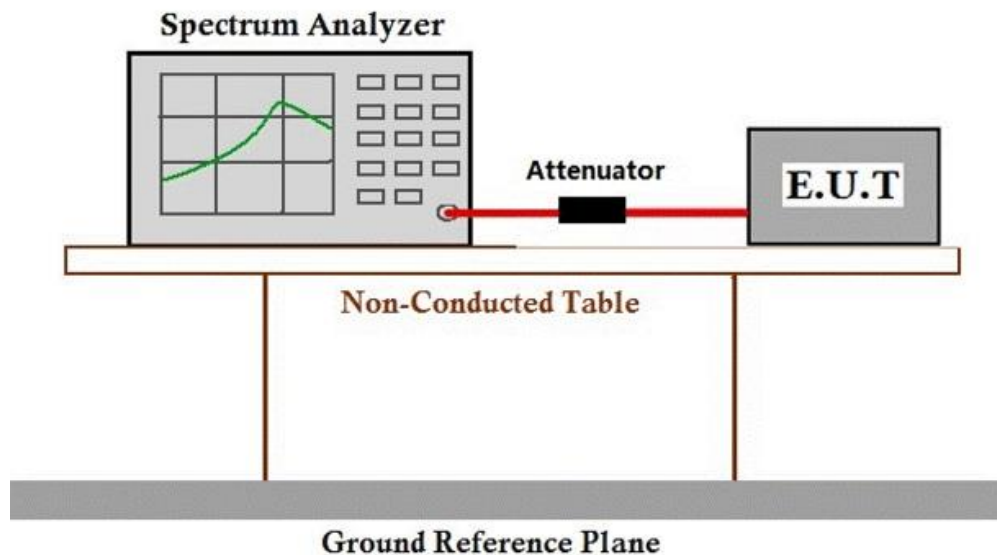 Spectrum Analyzer
Attenuator
E.U.T
Non-Conducted Table
Ground Reference Plane